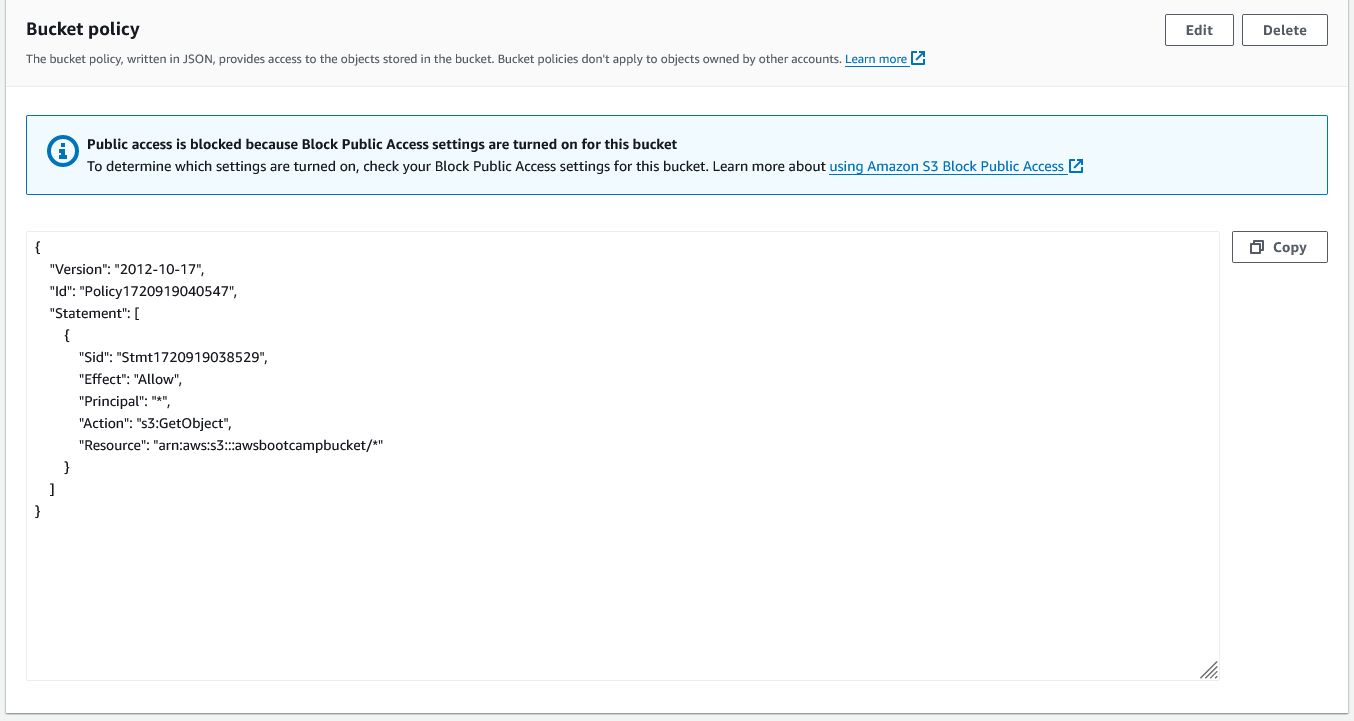 Bucket policy
Edit
Delete
The bucket policy, written in JSON, provides access to the objects stored in the bucket. Bucket policies don't apply to objects owned by other accounts. Learn more
Public access is blocked because Block Public Access settings are turned on for this bucket
To determine which settings are turned on, check your Block Public Access settings for this bucket. Learn more about using Amazon S3 Block Public Access
Copy
{
    "Version": "2012-10-17",
    "Id": "Policy1720919040547",
    "Statement": [
        {
            "Sid": "Stmt1720919038529",
            "Effect": "Allow",
            "Principal": "*",
            "Action": "s3:GetObject",
            "Resource": "arn:aws:s3:::awsbootcampbucket/*"
        }
    ]
}